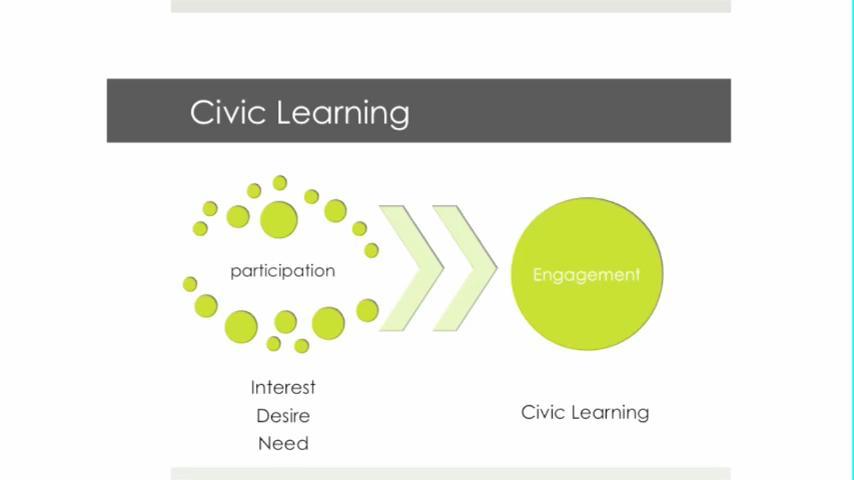 Civic Learning
participation
Engagement
Interest
Desire
Need
Civic Learning